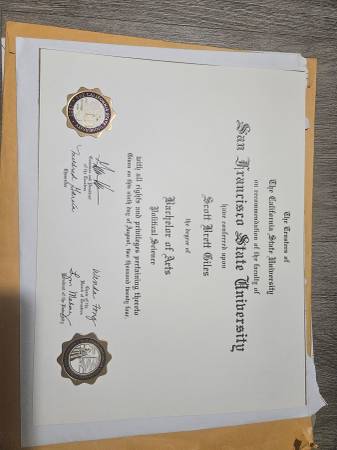 The Trustees of
The California State University
on recommendation of the faculty of
San Francisco State University
have conferred upon
Scott Brett Giles
the degree of
Bachelor of Arts
Political Science
with all rights and privileges pertaining thereto
Given on this sixth day of August, two thousand twenty four.
Chancellor